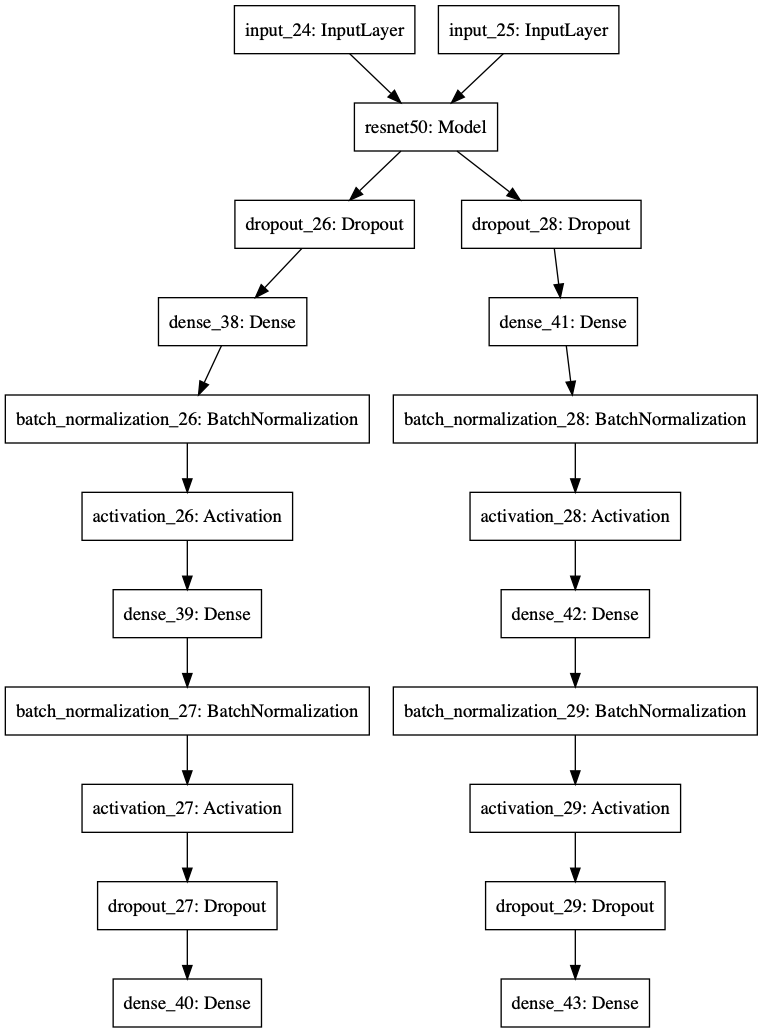 input_24: InputLayer
input_25: InputLayer
resnet50: Model
dropout_26: Dropout
dropout_28: Dropout
dense_38: Dense
dense_41: Dense
batch_normalization_26: BatchNormalization
batch_normalization_28: BatchNormalization
activation_26: Activation
activation_28: Activation
dense_39: Dense
dense_42: Dense
batch_normalization_27: BatchNormalization
batch_normalization_29: BatchNormalization
activation_27: Activation
activation_29: Activation
dropout_27: Dropout
dropout_29: Dropout
dense_40: Dense
dense_43: Dense